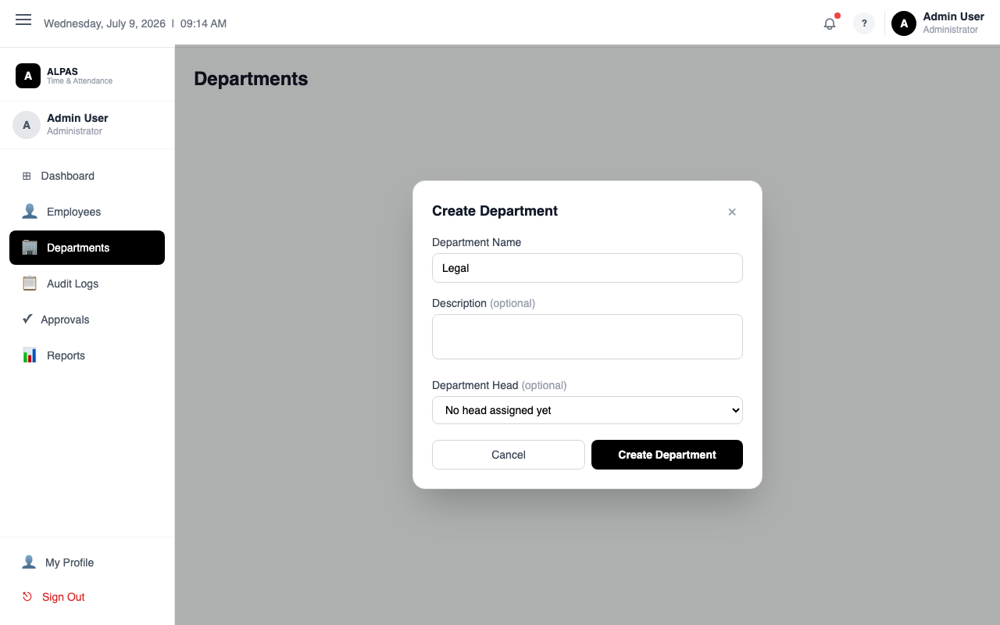 Wednesday, July 9, 2026 | 09:14 AM
?
A
Admin User
Administrator
A
ALPAS
Time & Attendance
A
Admin User
Administrator
Dashboard
Employees
Departments
Audit Logs
Approvals
Reports
My Profile
Sign Out
Departments
Create Department
×
Department Name
Legal
Description (optional)
Department Head (optional)
No head assigned yet
Cancel
Create Department